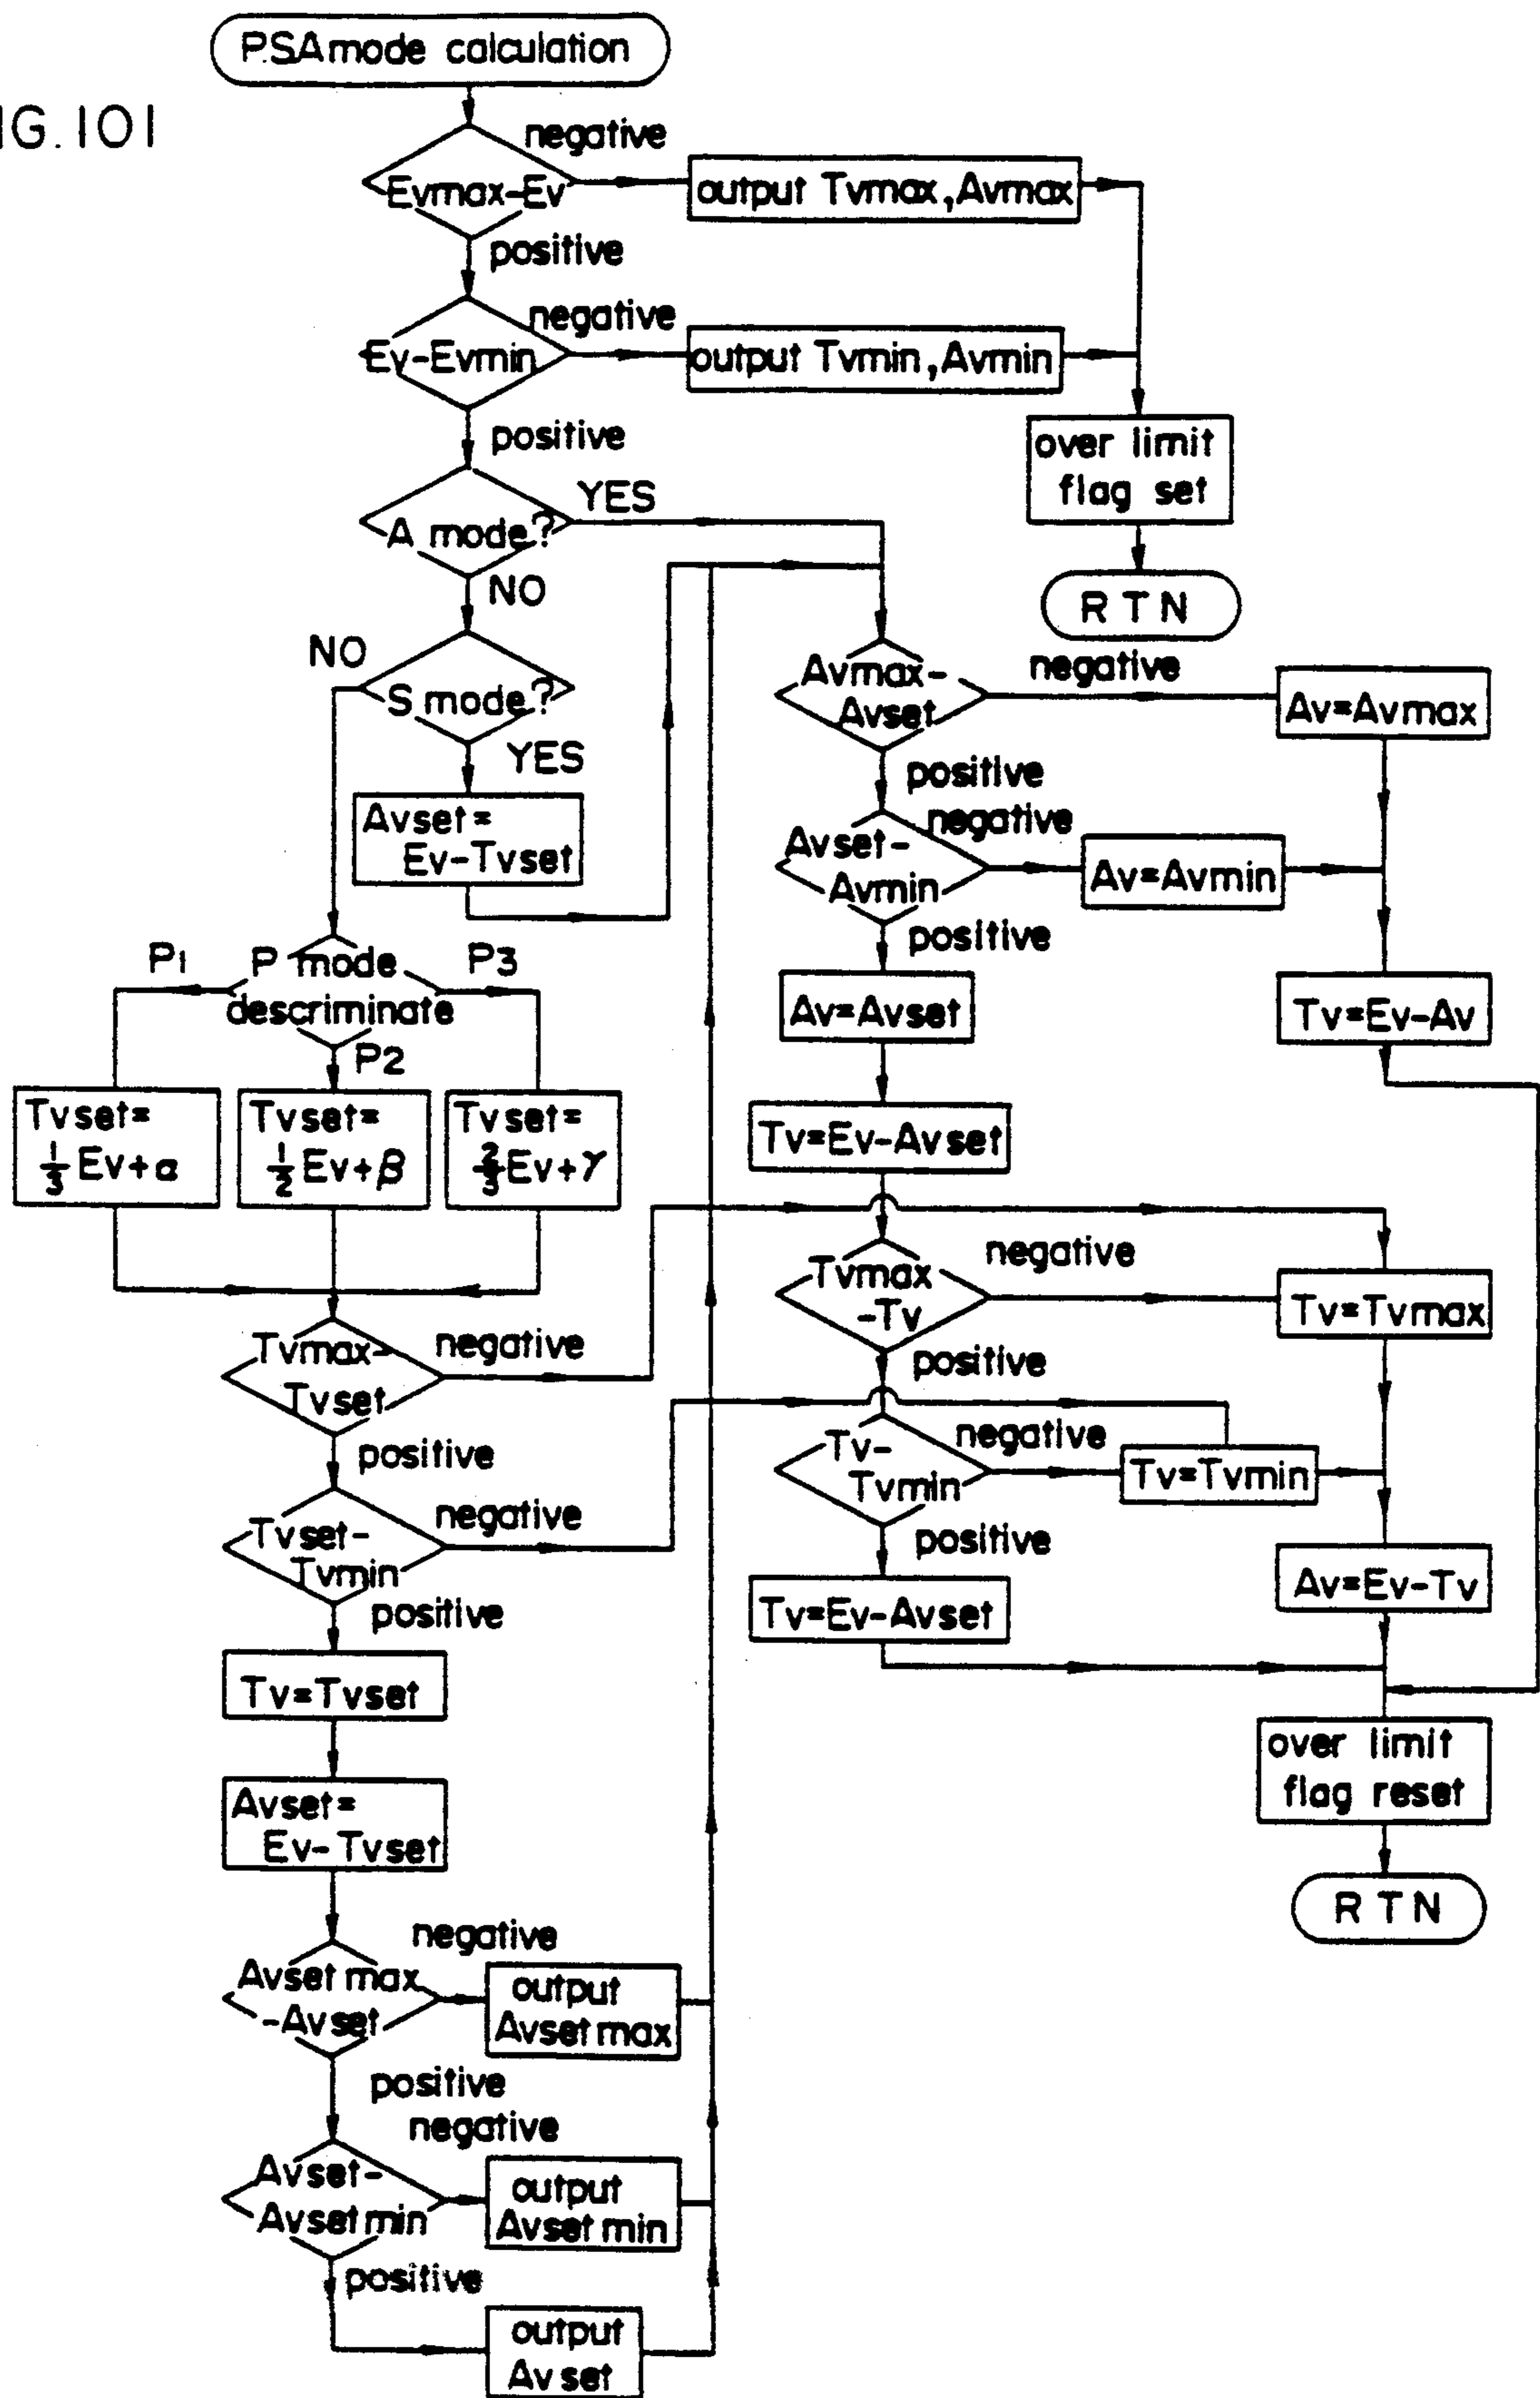 P.S.A mode calculation
IG. 101
negative
Evmax-Ev
output Tvmax, Avmax
positive
negative
Ev-Evmin
output Tvmin, Avmin
positive
over limit
flag set
YES
A mode?
NO
RTN
NO
S mode?
YES
negative
Avmax-
Avset
Av=Avmax
positive
Avset=
Ev-Tvset
negative
Avset-
Avmin
Av=Avmin
positive
P1
P mode
descriminate
P3
P2
Av=Avset
Tv=Ev-Av
Tvset=
1/3 Ev+α
Tvset=
1/2 Ev+β
Tvset=
2/3 Ev+γ
Tv=Ev-Avset
negative
Tvmax
-Tv
Tv=Tvmax
positive
Tvmax-
Tvset
negative
positive
negative
Tv-
Tvmin
Tv=Tvmin
positive
Tvset-
Tvmin
negative
positive
Tv=Ev-Avset
Av=Ev-Tv
Tv=Tvset
over limit
flag reset
Avset=
Ev-Tvset
RTN
negative
Avset max
-Avset
output
Avset max
positive
negative
Avset-
Avset min
output
Avset min
positive
output
Avset